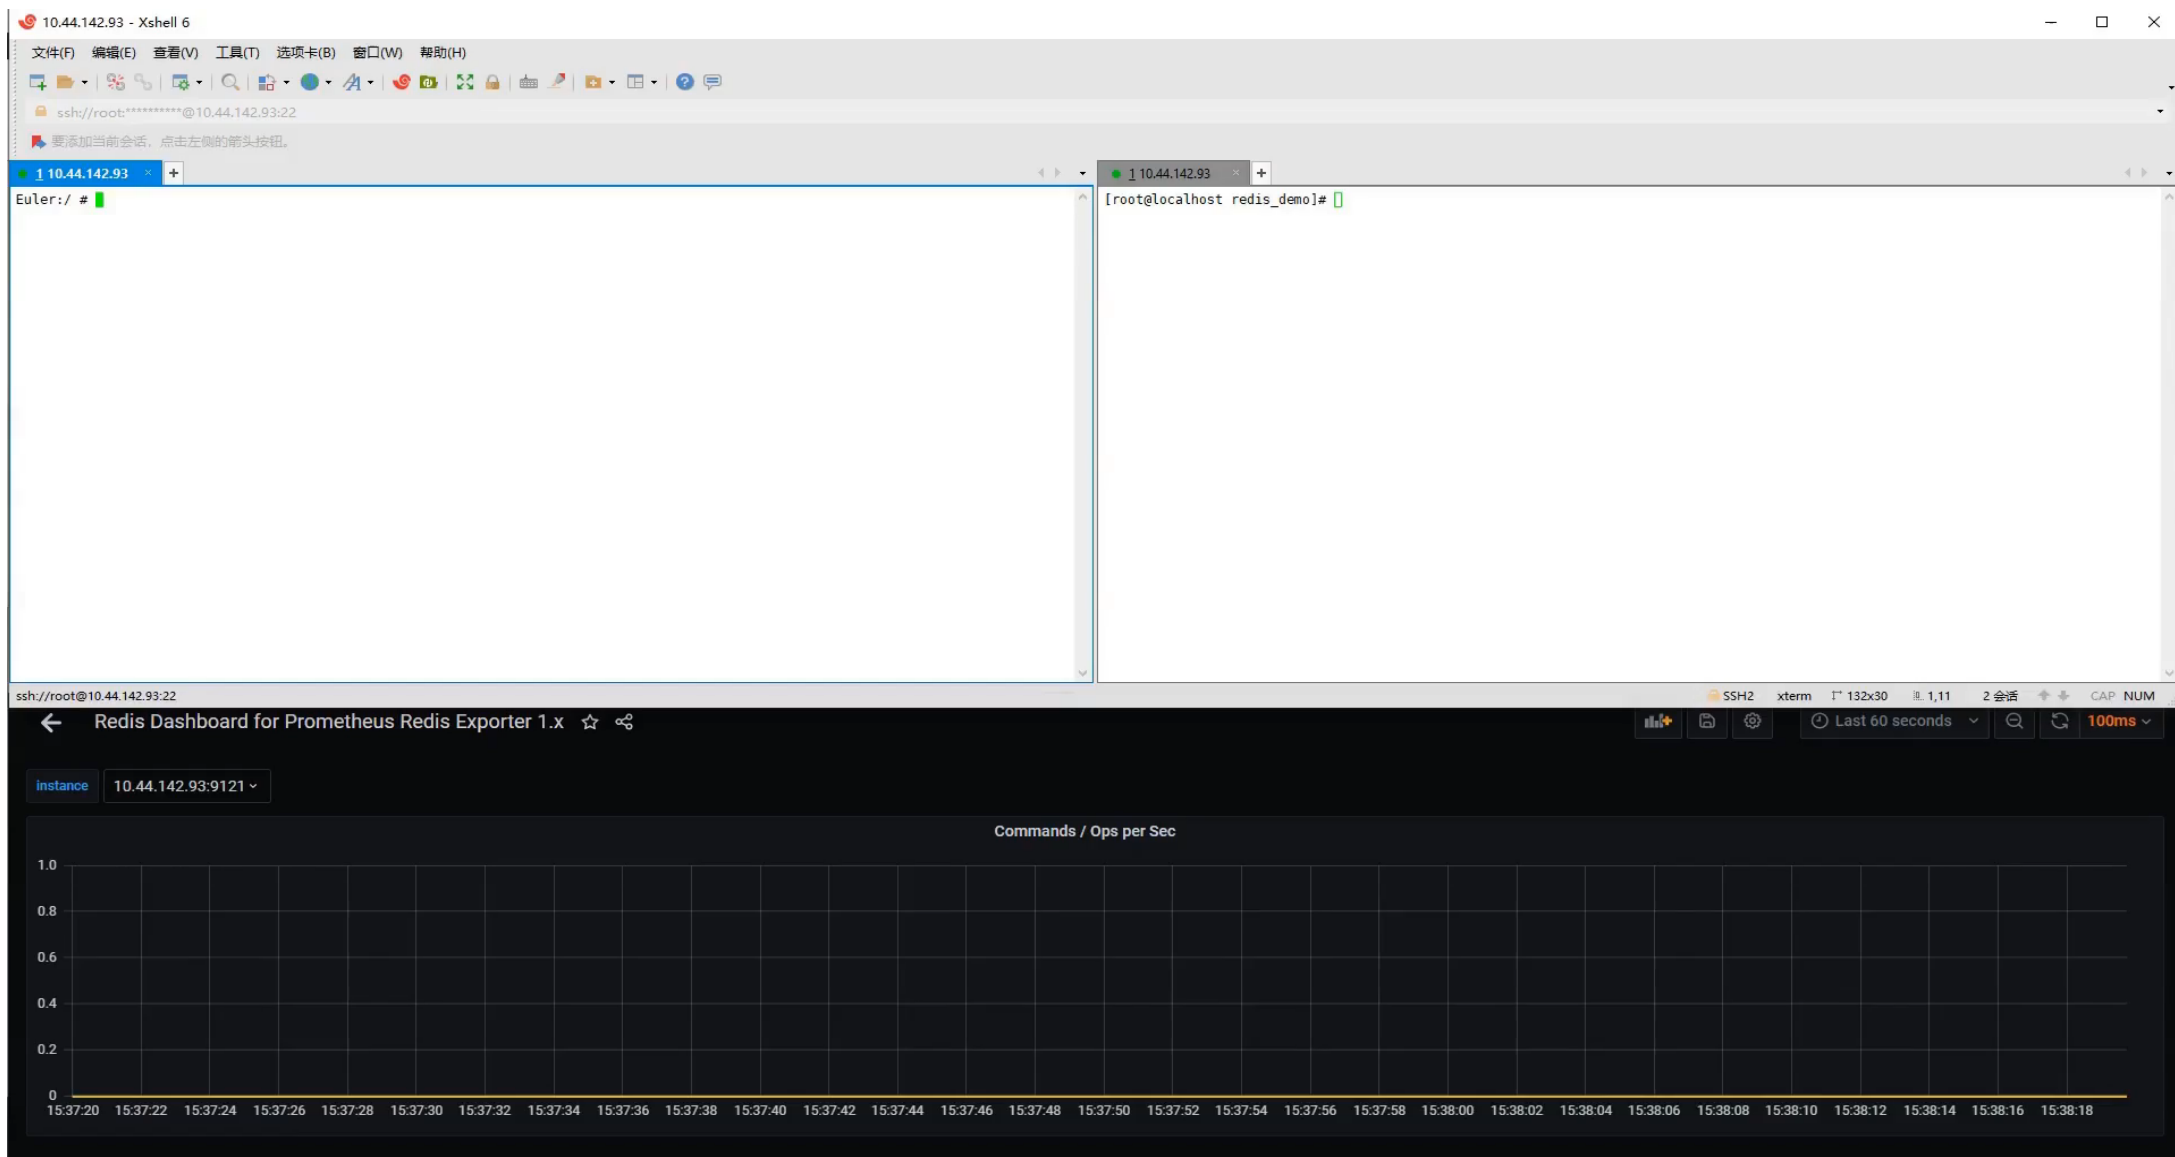 10.44.142.93 - Xshell 6
文件(F) 编辑(E) 查看(V) 工具(T) 选项卡(B) 窗口(W) 帮助(H)
ssh://root:**********@10.44.142.93:22
要添加当前会话，点击左侧的箭头按钮。
1 10.44.142.93 × +
1 10.44.142.93 × +
Euler:/ #
[root@localhost redis_demo]#
ssh://root@10.44.142.93:22
SSH2 xterm 132x30 1,11 2 会话 CAP NUM
Redis Dashboard for Prometheus Redis Exporter 1.x
Last 60 seconds
100ms
instance
10.44.142.93:9121
Commands / Ops per Sec
1.0
0.8
0.6
0.4
0.2
0
15:37:20 15:37:22 15:37:24 15:37:26 15:37:28 15:37:30 15:37:32 15:37:34 15:37:36 15:37:38 15:37:40 15:37:42 15:37:44 15:37:46 15:37:48 15:37:50 15:37:52 15:37:54 15:37:56 15:37:58 15:38:00 15:38:02 15:38:04 15:38:06 15:38:08 15:38:10 15:38:12 15:38:14 15:38:16 15:38:18